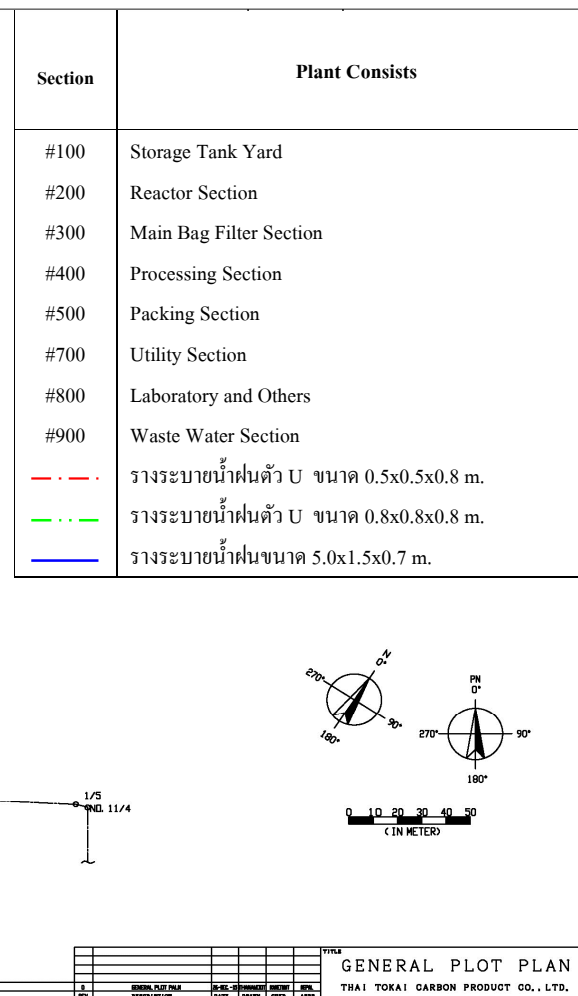 Section Plant Consists
#100 Storage Tank Yard
#200 Reactor Section
#300 Main Bag Filter Section
#400 Processing Section
#500 Packing Section
#700 Utility Section
#800 Laboratory and Others
#900 Waste Water Section
รางระบายน้ำฝนตัว U ขนาด 0.5x0.5x0.8 m.
รางระบายน้ำฝนตัว U ขนาด 0.8x0.8x0.8 m.
รางระบายน้ำฝนขนาด 5.0x1.5x0.7 m.
N
0°
270°
90°
180°
PN
0°
270° 90°
180°
1/5
NO. 11/4
0 10 20 30 40 50
( IN METER)
TITLE
GENERAL PLOT PLAN
THAI TOKAI CARBON PRODUCT CO., LTD.
0 GENERAL PLOT PALN